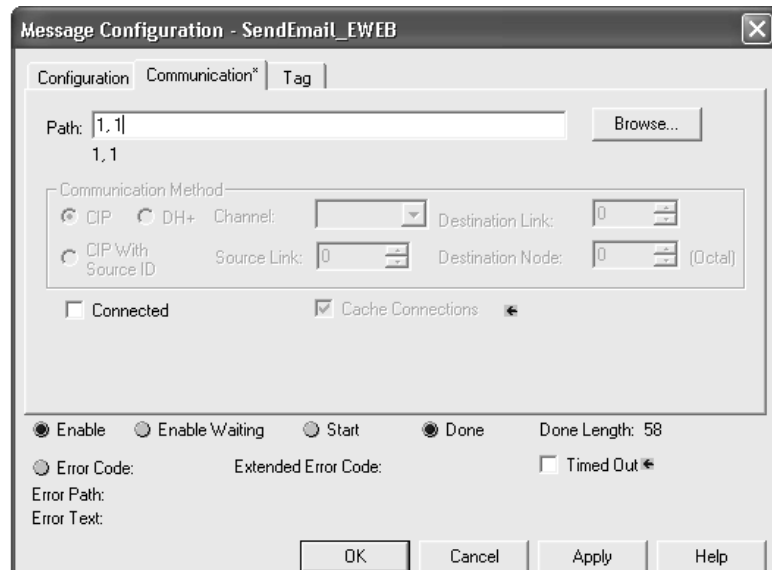 Message Configuration - SendEmail_EWEB
Configuration Communication* Tag
Path: 1, 1 Browse...
1, 1
Communication Method
CIP DH+ Channel: Destination Link: 0
CIP With Source ID Source Link: 0 Destination Node: 0 (Octal)
Connected Cache Connections
Enable Enable Waiting Start Done Done Length: 58
Error Code: Extended Error Code: Timed Out
Error Path:
Error Text:
OK Cancel Apply Help